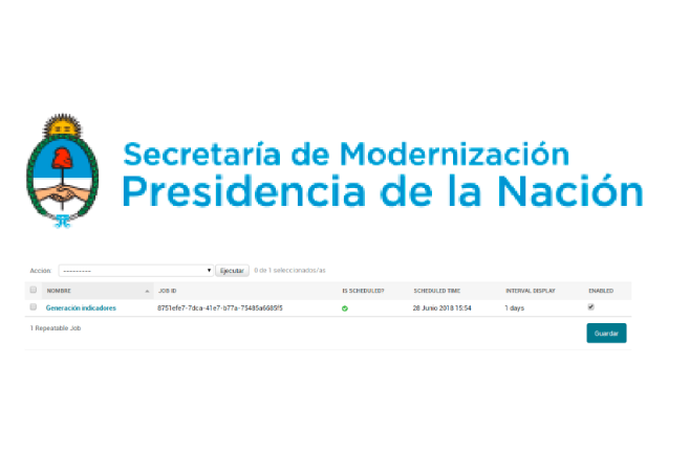 Secretaría de Modernización
Presidencia de la Nación
Acción: --------- Ejecutar 0 de 1 seleccionados/as
NOMBRE JOB ID IS SCHEDULED? SCHEDULED TIME INTERVAL DISPLAY ENABLED
Generación indicadores 8751efe7-7dca-41e7-b77a-75485a6685f5 28 Junio 2018 15:54 1 days
1 Repeatable Job
Guardar